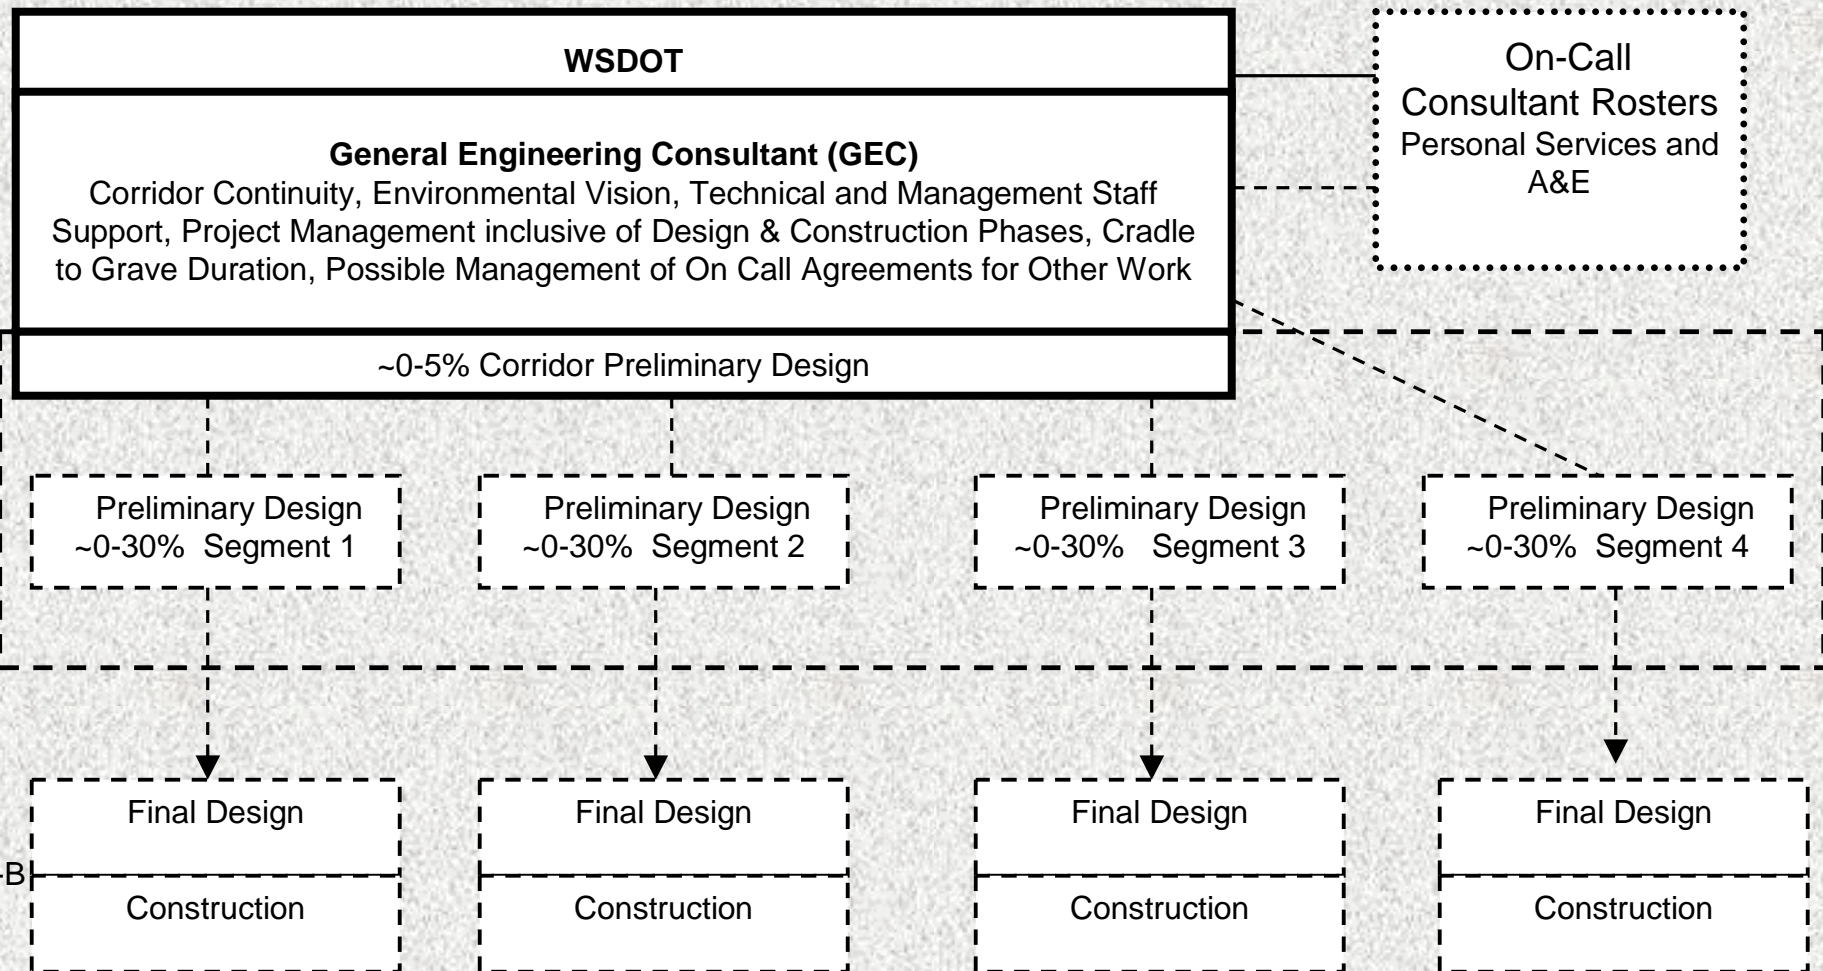 WSDOT
General Engineering Consultant (GEC)
Corridor Continuity, Environmental Vision, Technical and Management Staff
Support, Project Management inclusive of Design & Construction Phases, Cradle
to Grave Duration, Possible Management of On Call Agreements for Other Work
~0-5% Corridor Preliminary Design
On-Call
Consultant Rosters
Personal Services and
A&E
Preliminary Design
~0-30% Segment 1
Preliminary Design
~0-30% Segment 2
Preliminary Design
~0-30% Segment 3
Preliminary Design
~0-30% Segment 4
Final Design
Final Design
Final Design
Final Design
-B
Construction
Construction
Construction
Construction